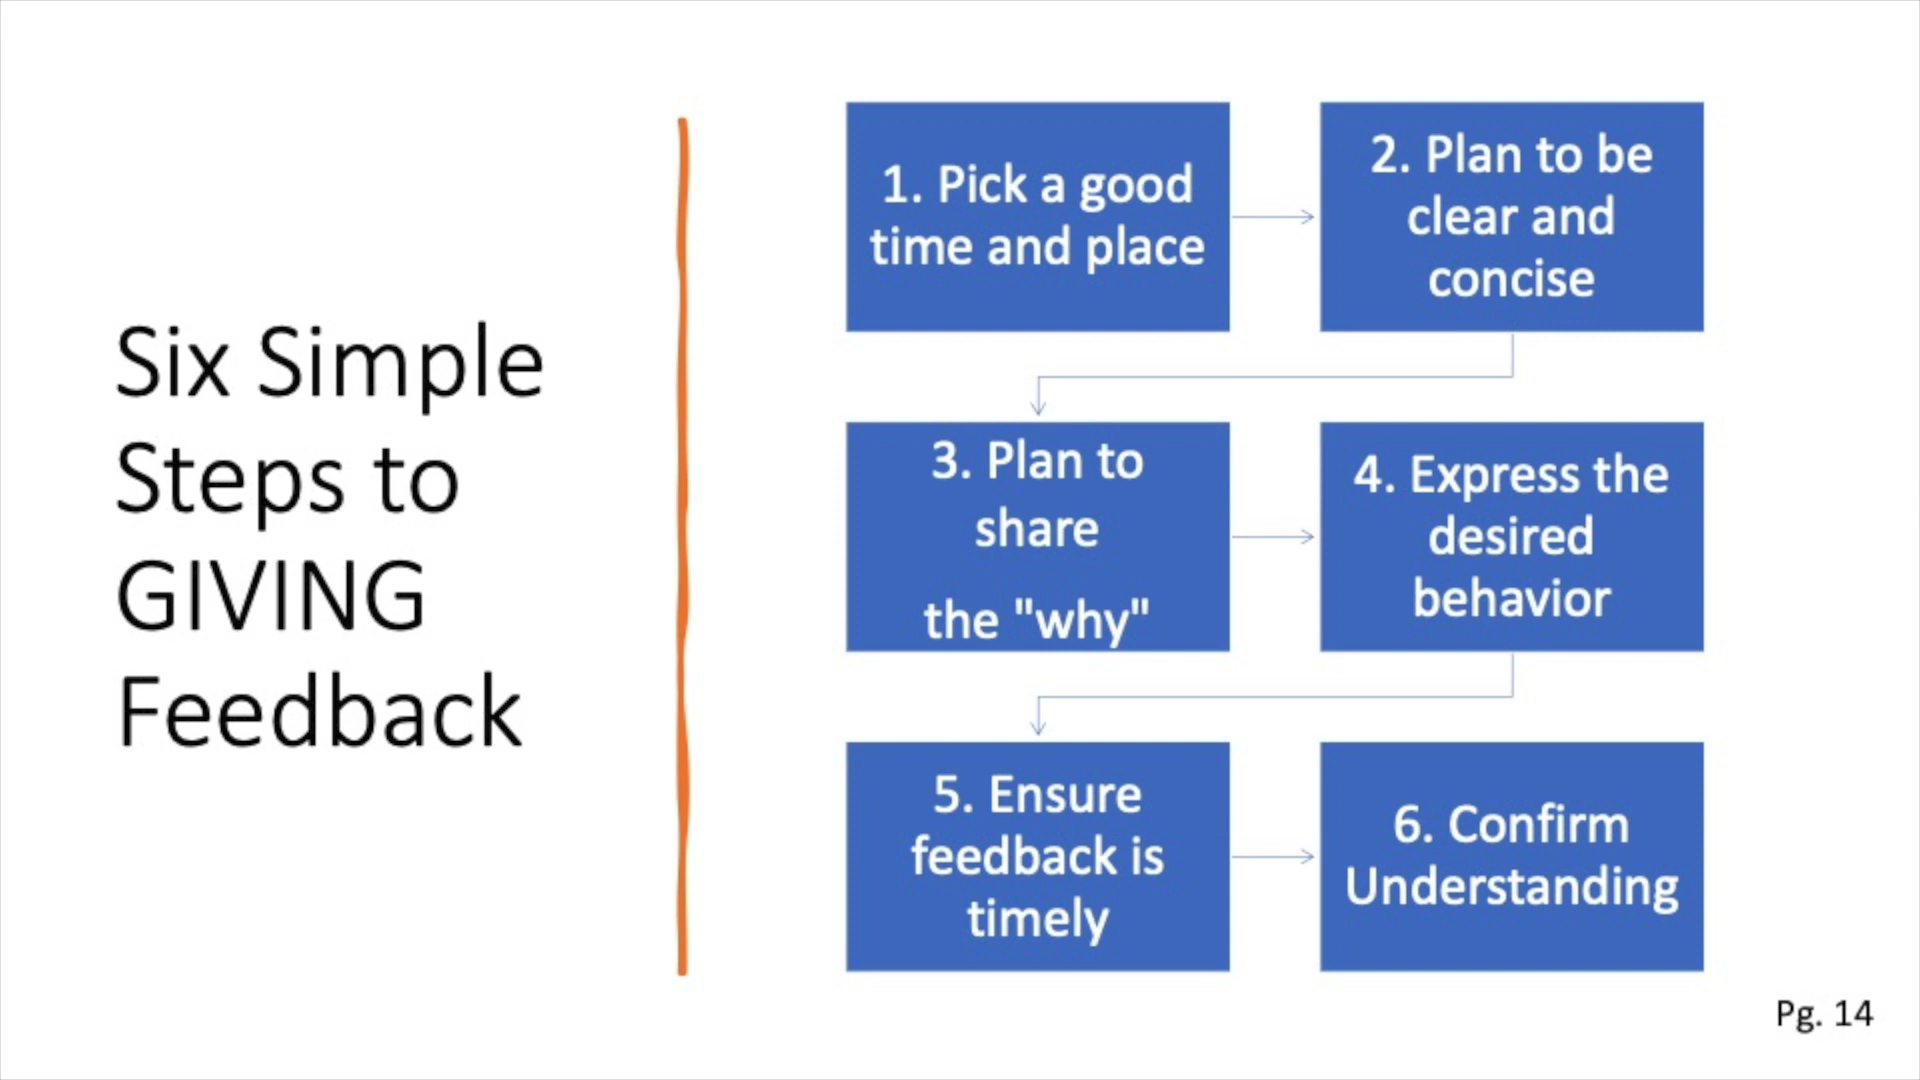 Six Simple
Steps to
GIVING
Feedback
1. Pick a good
time and place
2. Plan to be
clear and
concise
3. Plan to
share
the "why"
4. Express the
desired
behavior
5. Ensure
feedback is
timely
6. Confirm
Understanding
Pg. 14